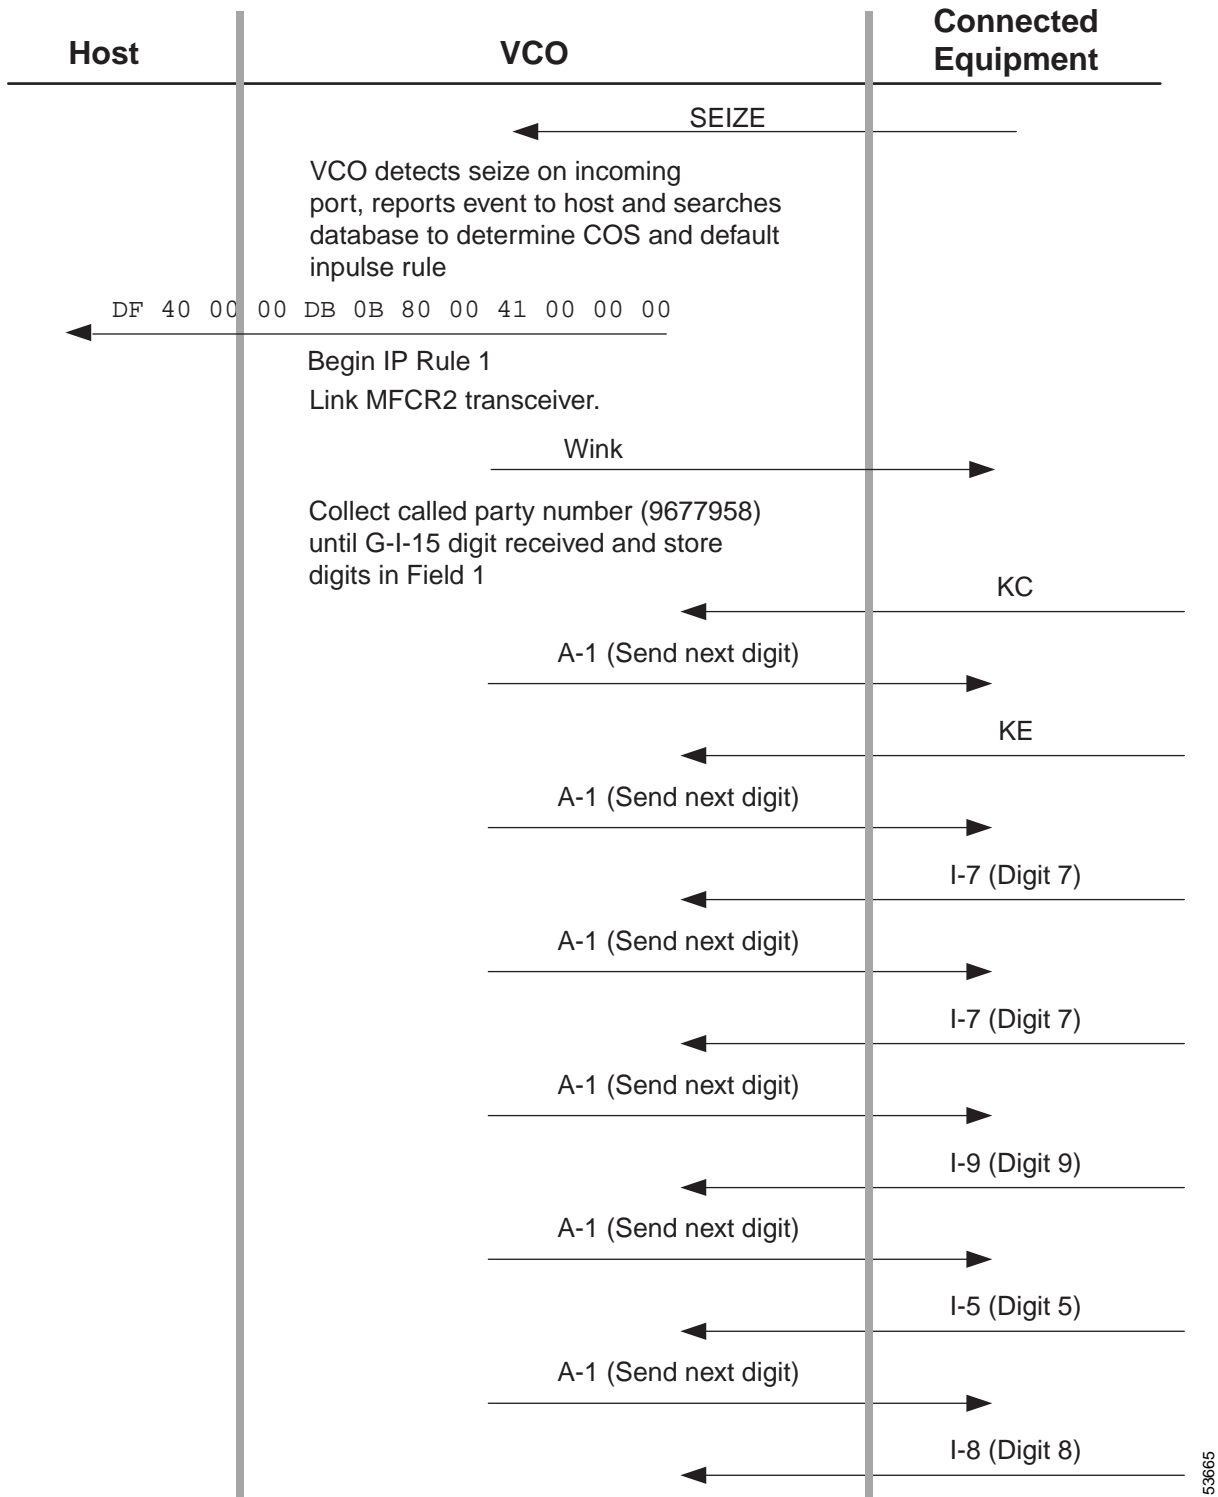 Host
VCO
Connected
Equipment
SEIZE
VCO detects seize on incoming
port, reports event to host and searches
database to determine COS and default
inpulse rule
DF 40 00 00 DB 0B 80 00 41 00 00 00
Begin IP Rule 1
Link MFCR2 transceiver.
Wink
Collect called party number (9677958)
until G-I-15 digit received and store
digits in Field 1
KC
A-1 (Send next digit)
KE
A-1 (Send next digit)
I-7 (Digit 7)
A-1 (Send next digit)
I-7 (Digit 7)
A-1 (Send next digit)
I-9 (Digit 9)
A-1 (Send next digit)
I-5 (Digit 5)
A-1 (Send next digit)
I-8 (Digit 8)
53665